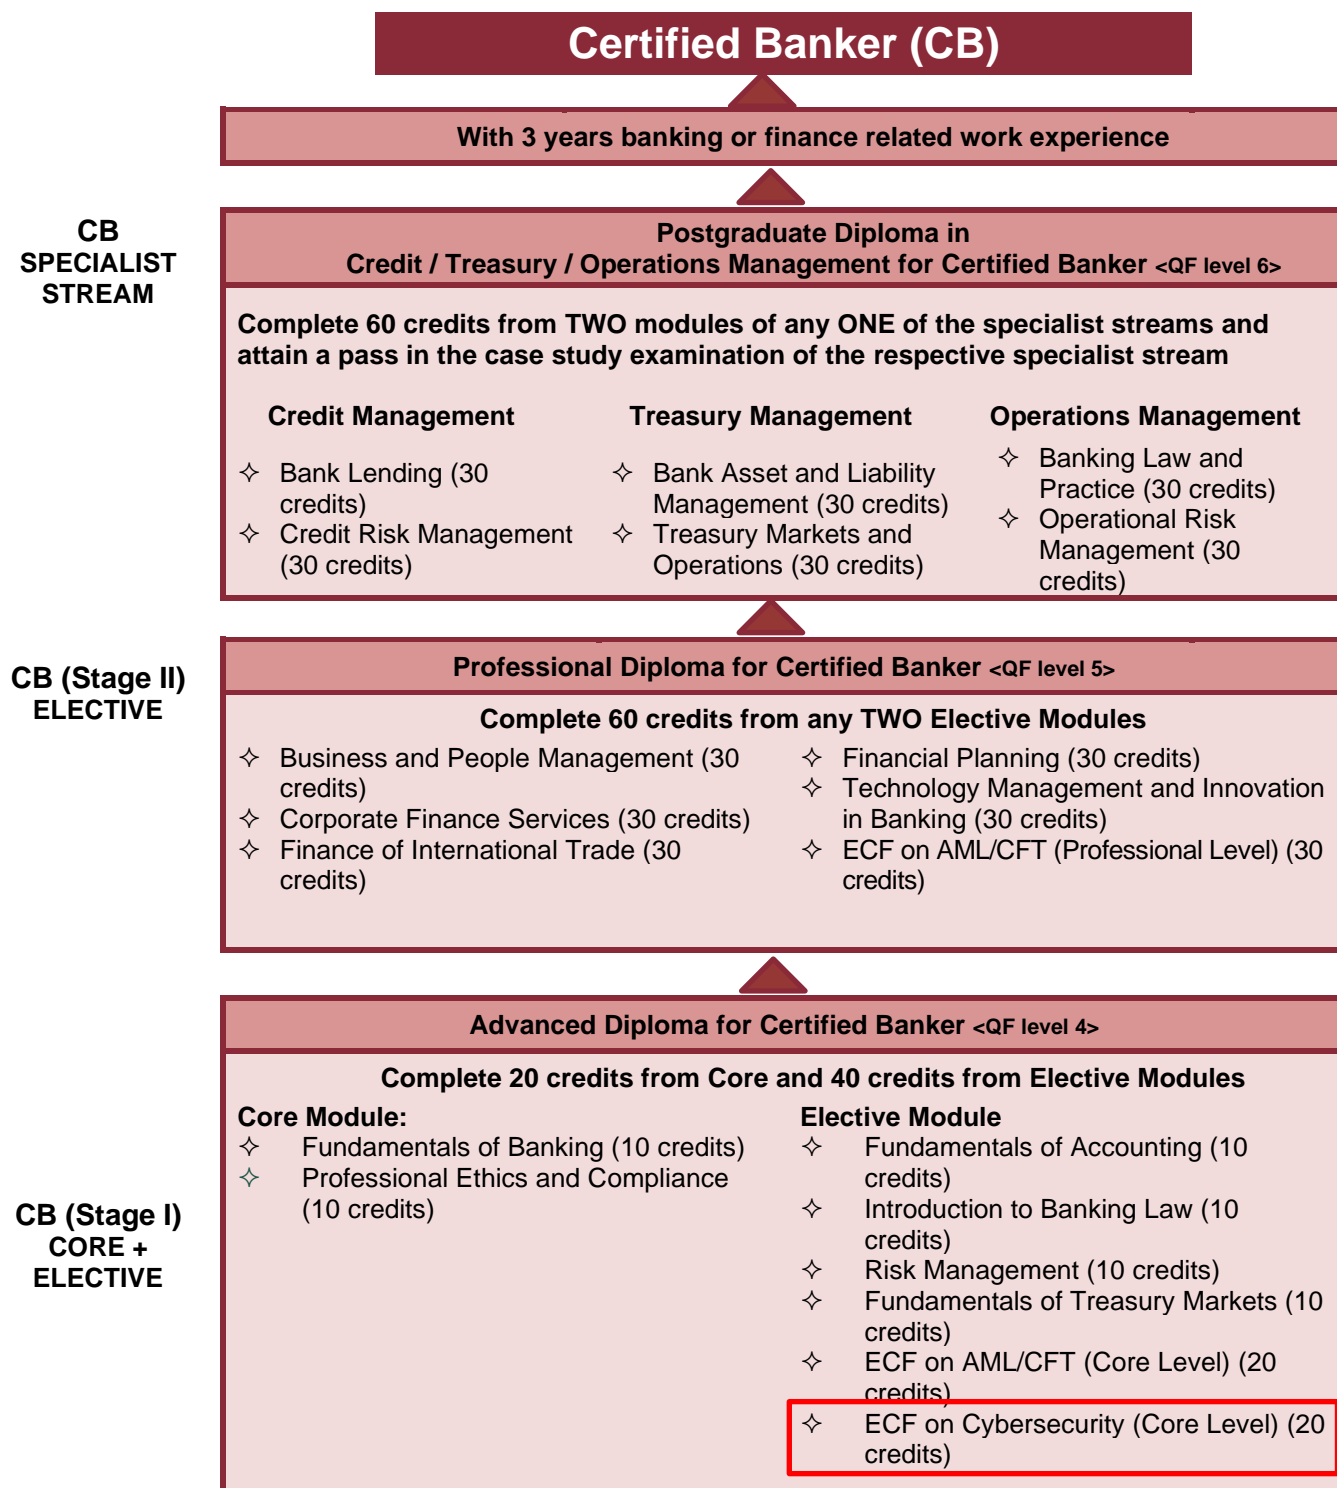 Certified Banker (CB)
With 3 years banking or finance related work experience
CB
SPECIALIST
STREAM
Postgraduate Diploma in
Credit / Treasury / Operations Management for Certified Banker <QF level 6>
Complete 60 credits from TWO modules of any ONE of the specialist streams and
attain a pass in the case study examination of the respective specialist stream
Credit Management
✧ Bank Lending (30
credits)
✧ Credit Risk Management
(30 credits)
Treasury Management
✧ Bank Asset and Liability
Management (30 credits)
✧ Treasury Markets and
Operations (30 credits)
Operations Management
✧ Banking Law and
Practice (30 credits)
✧ Operational Risk
Management (30
credits)
CB (Stage II)
ELECTIVE
Professional Diploma for Certified Banker <QF level 5>
Complete 60 credits from any TWO Elective Modules
✧ Business and People Management (30
credits)
✧ Corporate Finance Services (30 credits)
✧ Finance of International Trade (30
credits)
✧ Financial Planning (30 credits)
✧ Technology Management and Innovation
in Banking (30 credits)
✧ ECF on AML/CFT (Professional Level) (30
credits)
CB (Stage I)
CORE +
ELECTIVE
Advanced Diploma for Certified Banker <QF level 4>
Complete 20 credits from Core and 40 credits from Elective Modules
Core Module:
✧ Fundamentals of Banking (10 credits)
✧ Professional Ethics and Compliance
(10 credits)
Elective Module
✧ Fundamentals of Accounting (10
credits)
✧ Introduction to Banking Law (10
credits)
✧ Risk Management (10 credits)
✧ Fundamentals of Treasury Markets (10
credits)
✧ ECF on AML/CFT (Core Level) (20
credits)
✧ ECF on Cybersecurity (Core Level) (20
credits)